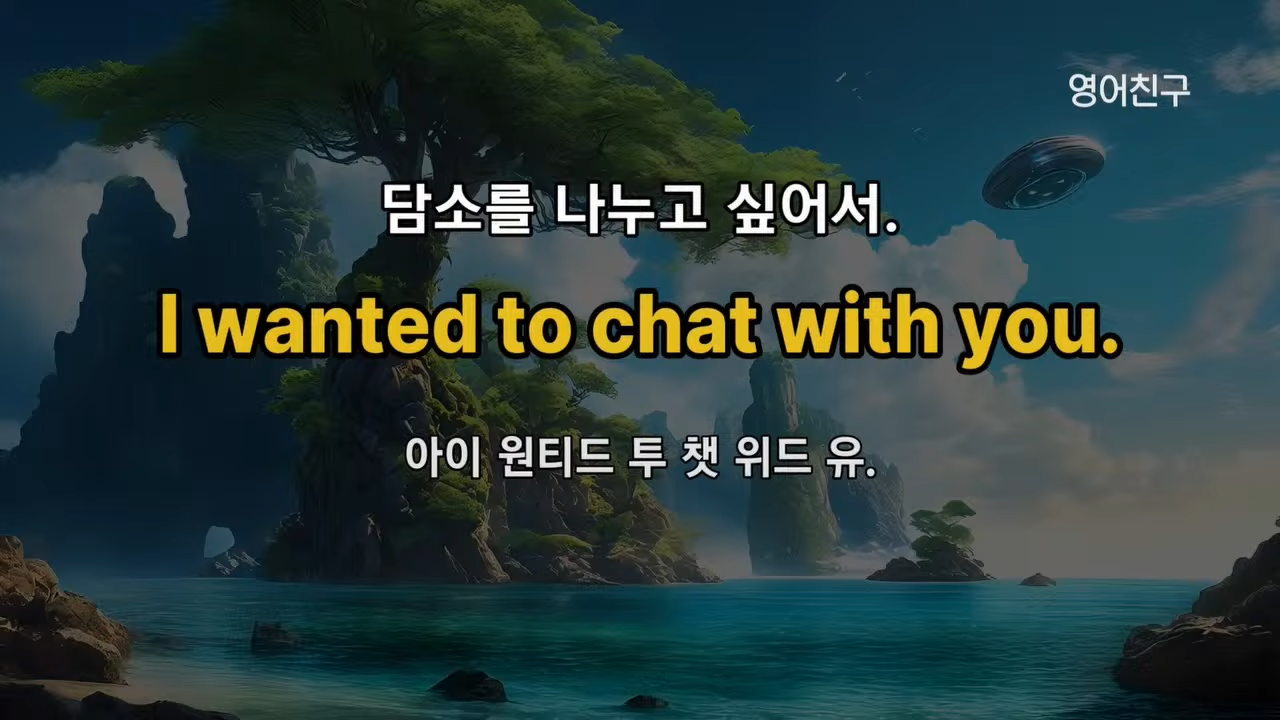 영어친구
담소를 나누고 싶어서.
I wanted to chat with you.
아이 원티드 투 챗 위드 유.